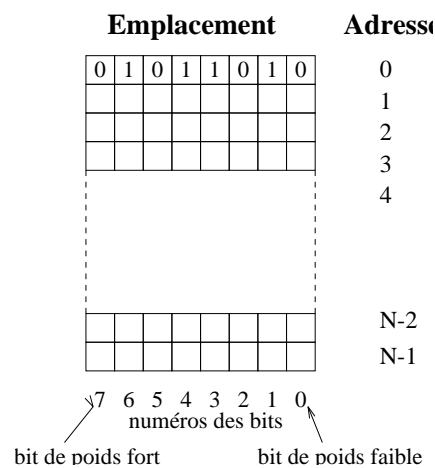 Emplacement Adresse
0 1 0 1 1 0 1 0 0
1
2
3
4
N-2
N-1
7 6 5 4 3 2 1 0
numéros des bits
bit de poids fort bit de poids faible